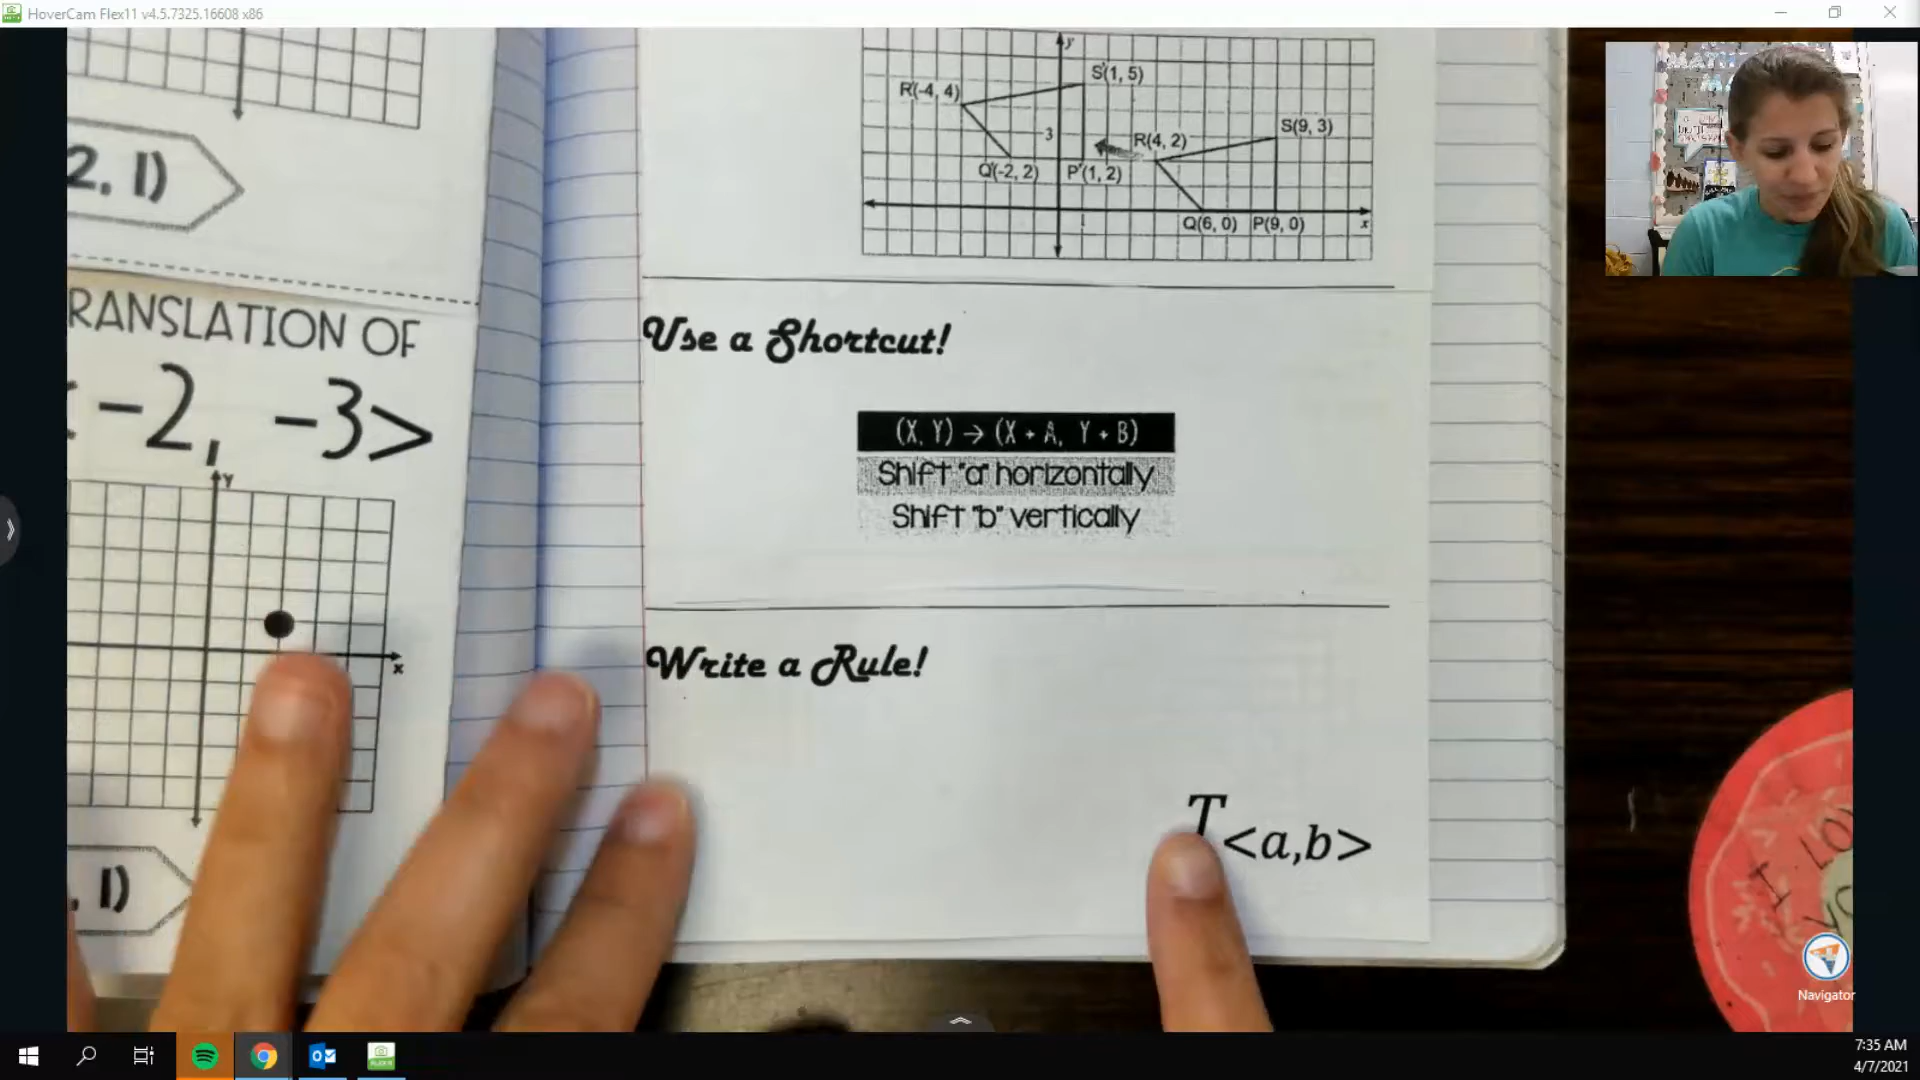 HoverCam Flex11 v4.5.7325.16608 x86
2, 1)
RANSLATION OF
-2, -3>
y
x
, 1)
y
S'(1, 5)
R'(-4, 4)
S(9, 3)
3
R(4, 2)
Q'(-2, 2) P'(1, 2)
Q(6, 0) P(9, 0) x
Use a Shortcut!
(X, Y) → (X + A, Y + B)
Shift "a" horizontally
Shift "b" vertically
Write a Rule!
T<a,b>
I LO
Navigator
7:35 AM
4/7/2021